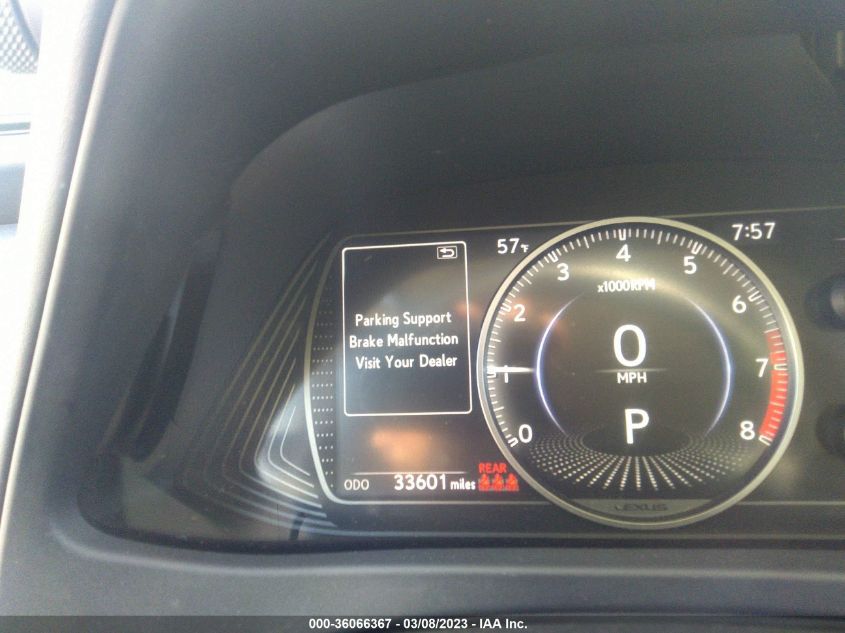 57°F
7:57
Parking Support
Brake Malfunction
Visit Your Dealer
0 1 2 3 4 5 6 7 8
x1000RPM
0
MPH
P
REAR
ODO 33601 miles
LEXUS
000-36066367 - 03/08/2023 - IAA Inc.